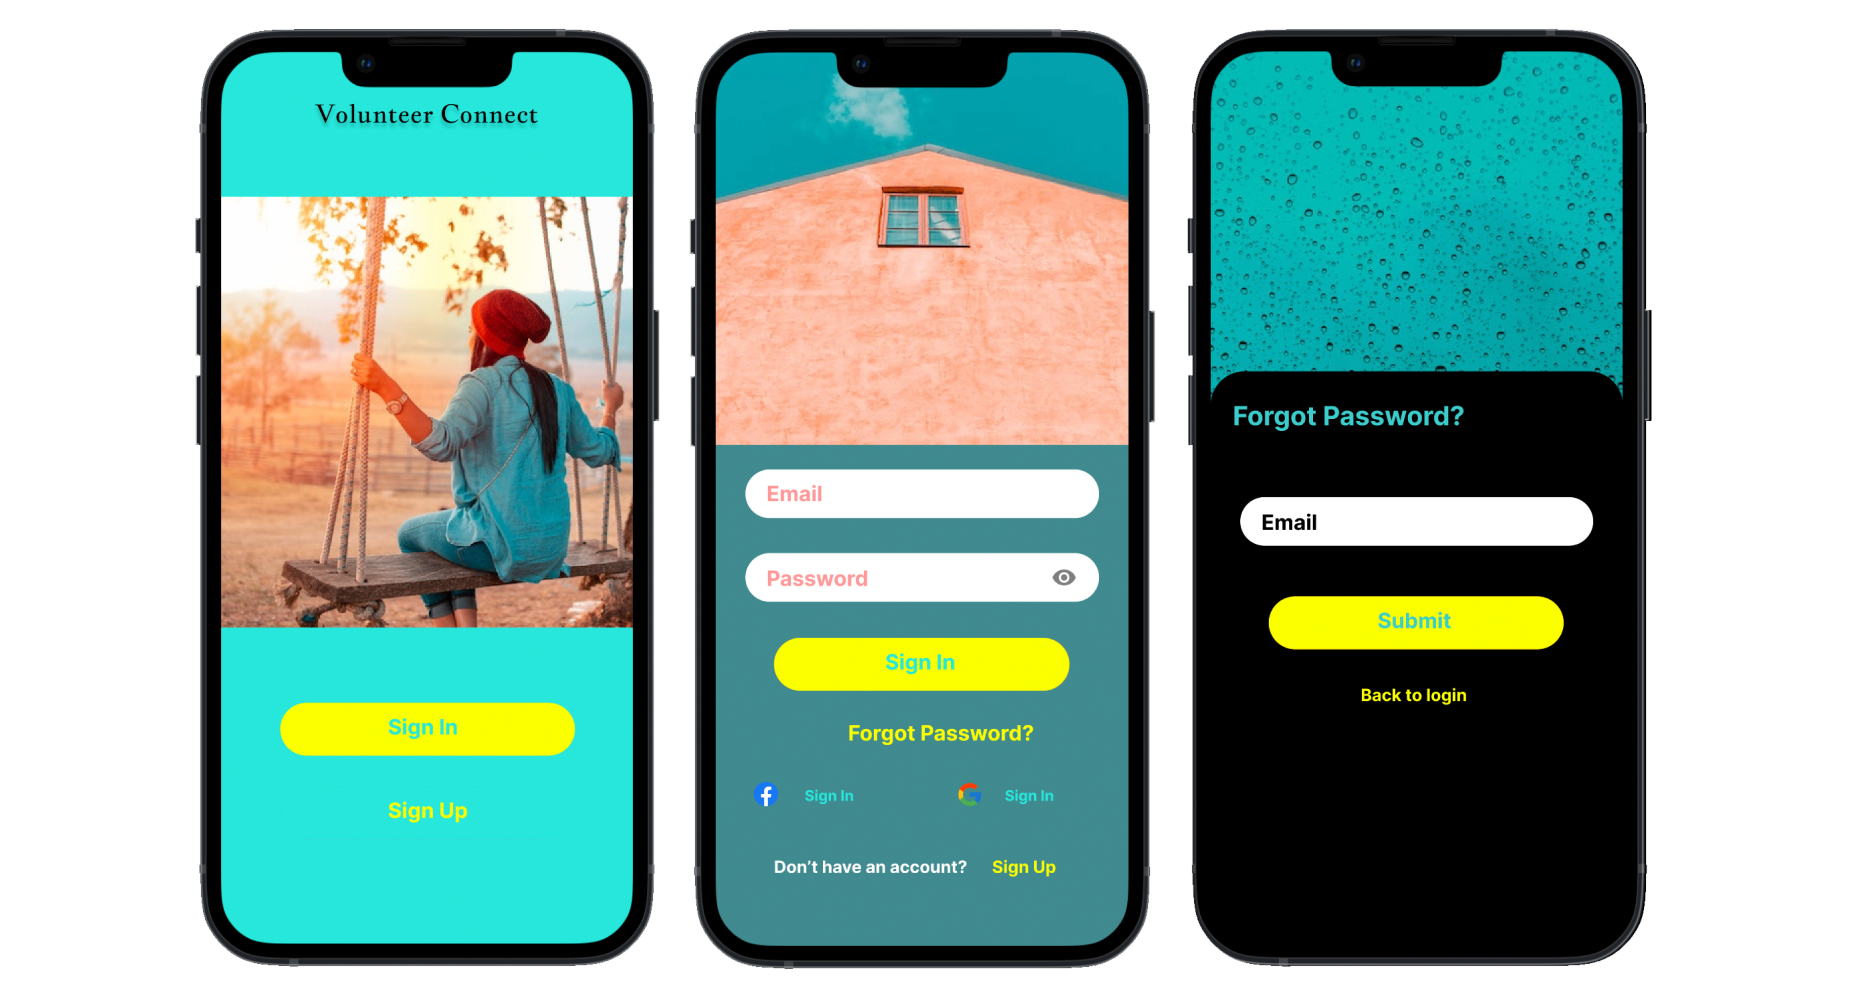 Volunteer Connect
Sign In
Sign Up
Email
Password
Sign In
Forgot Password?
Sign In Sign In
Don't have an account? Sign Up
Forgot Password?
Email
Submit
Back to login